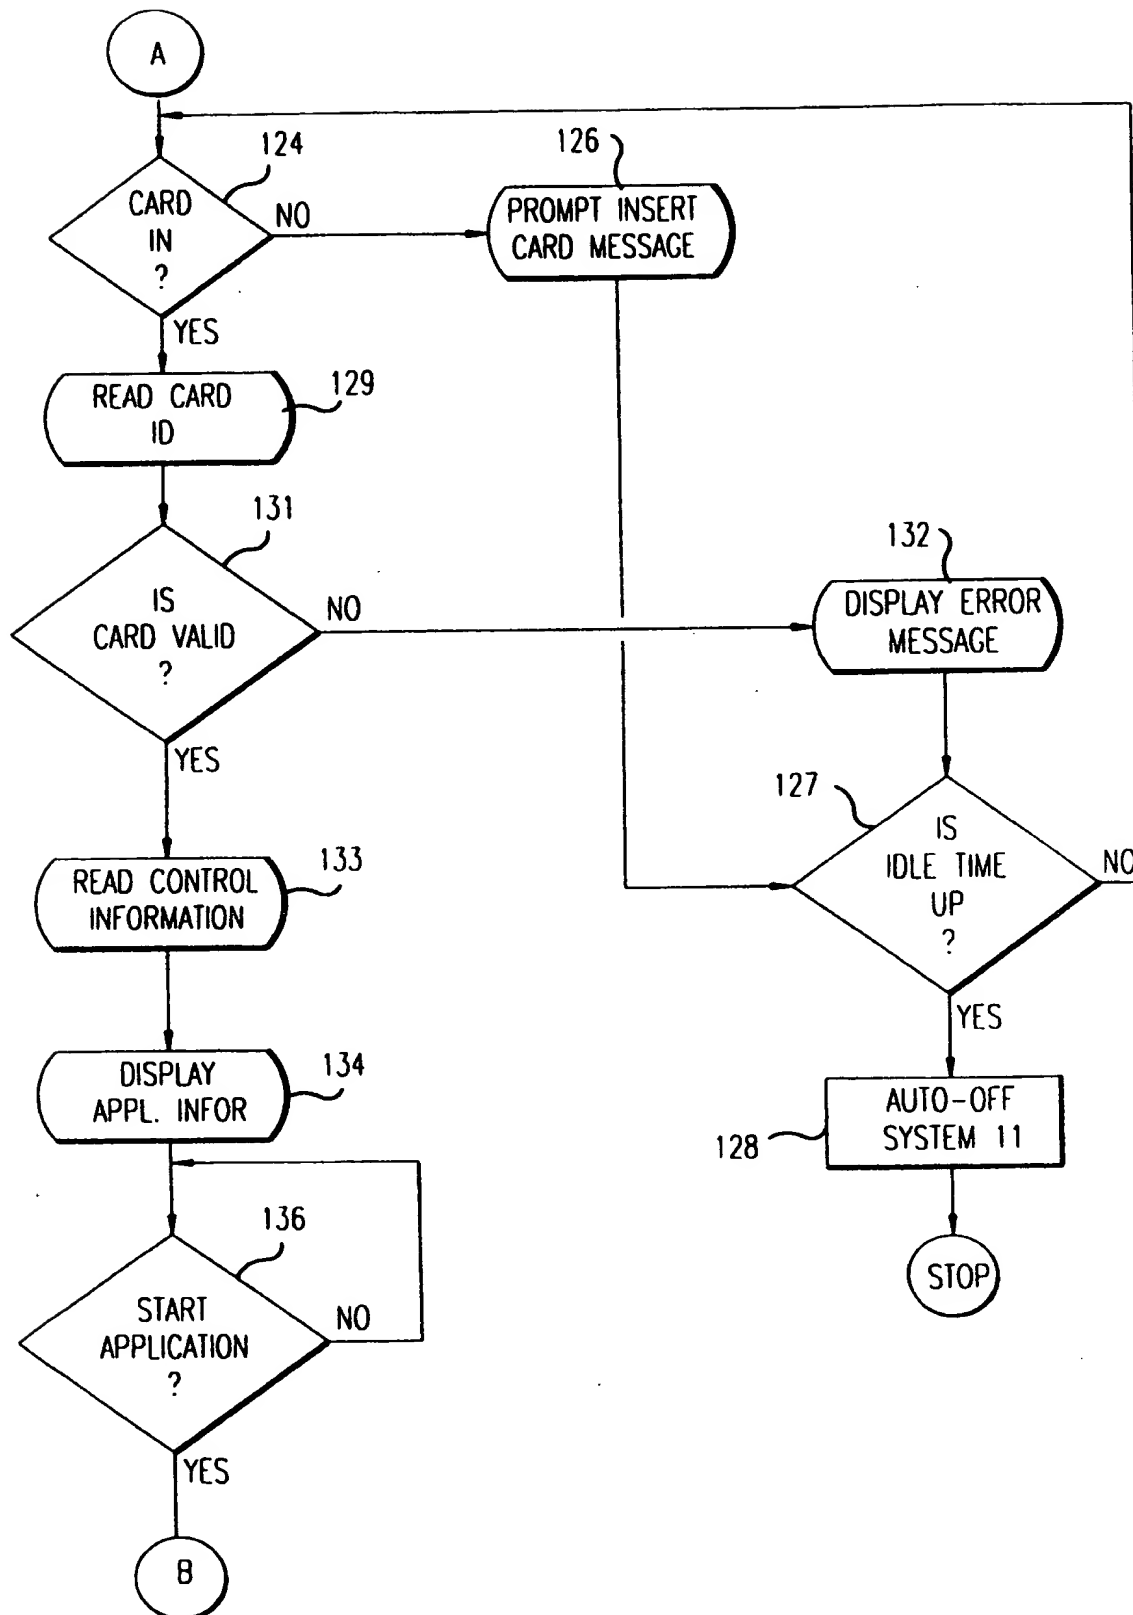 A
124
CARD
IN
?
NO
YES
126
PROMPT INSERT
CARD MESSAGE
READ CARD
ID
129
131
IS
CARD VALID
?
NO
YES
132
DISPLAY ERROR
MESSAGE
127
IS
IDLE TIME
UP
?
NO
YES
READ CONTROL
INFORMATION
133
DISPLAY
APPL. INFOR
134
AUTO-OFF
SYSTEM 11
128
STOP
136
START
APPLICATION
?
NO
YES
B